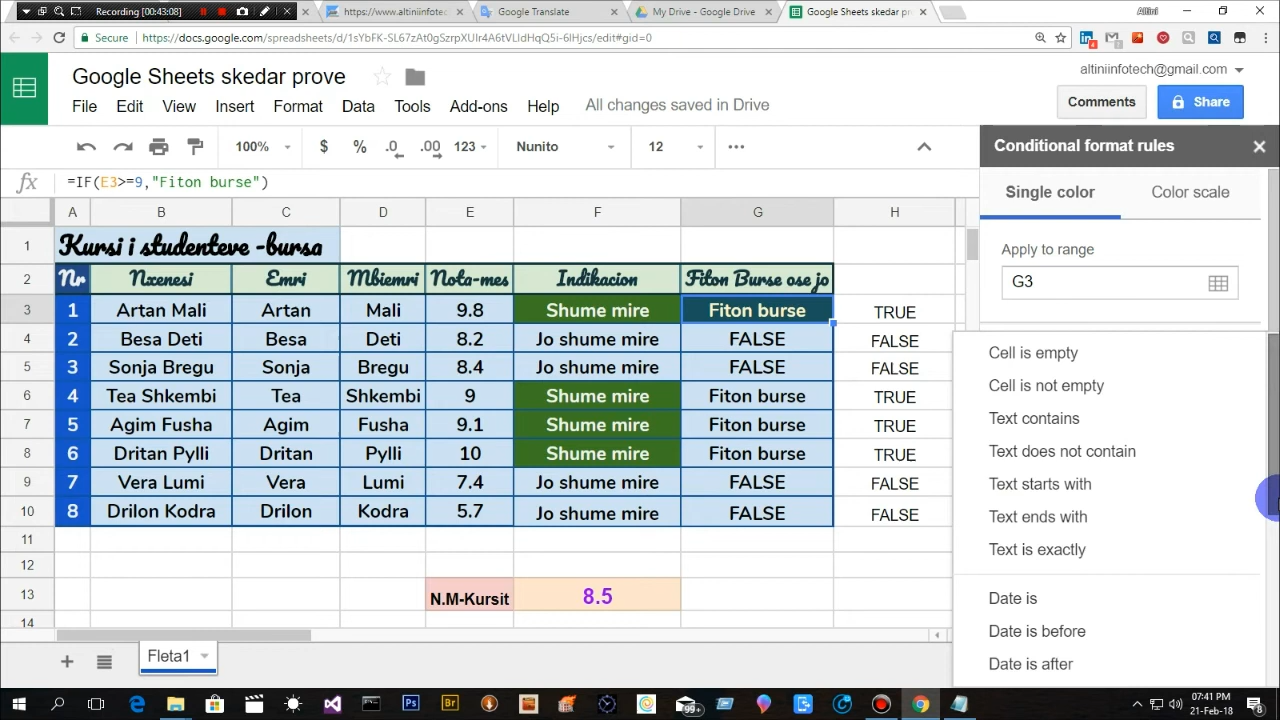 Recording [00:43:08]
https://www.altiniinfotec
Google Translate
My Drive - Google Drive
Google Sheets skedar pr
Altini
Secure
https://docs.google.com/spreadsheets/d/1sYbFK-SL67zAt0gSzrpXUIr4A6tVLldHqQ5i-6lHjcs/edit#gid=0
Google Sheets skedar prove
altiniinfotech@gmail.com
File Edit View Insert Format Data Tools Add-ons Help All changes saved in Drive
Comments
Share
100% $ % .0 .00 123 Nunito 12
Conditional format rules
fx =IF(E3>=9,"Fiton burse")
Single color Color scale
A B C D E F G H
Apply to range
G3
1 Kursi i studenteve -bursa
2 Nr Nxenesi Emri Mbiemri Nota-mes Indikacion Fiton Burse ose jo
3 1 Artan Mali Artan Mali 9.8 Shume mire Fiton burse TRUE
4 2 Besa Deti Besa Deti 8.2 Jo shume mire FALSE FALSE
5 3 Sonja Bregu Sonja Bregu 8.4 Jo shume mire FALSE FALSE
6 4 Tea Shkembi Tea Shkembi 9 Shume mire Fiton burse TRUE
7 5 Agim Fusha Agim Fusha 9.1 Shume mire Fiton burse TRUE
8 6 Dritan Pylli Dritan Pylli 10 Shume mire Fiton burse TRUE
9 7 Vera Lumi Vera Lumi 7.4 Jo shume mire FALSE FALSE
10 8 Drilon Kodra Drilon Kodra 5.7 Jo shume mire FALSE FALSE
11
12
13 N.M-Kursit 8.5
14
Cell is empty
Cell is not empty
Text contains
Text does not contain
Text starts with
Text ends with
Text is exactly
Date is
Date is before
Date is after
Fleta1
Ps
Br
99+
07:41 PM
21-Feb-18
8